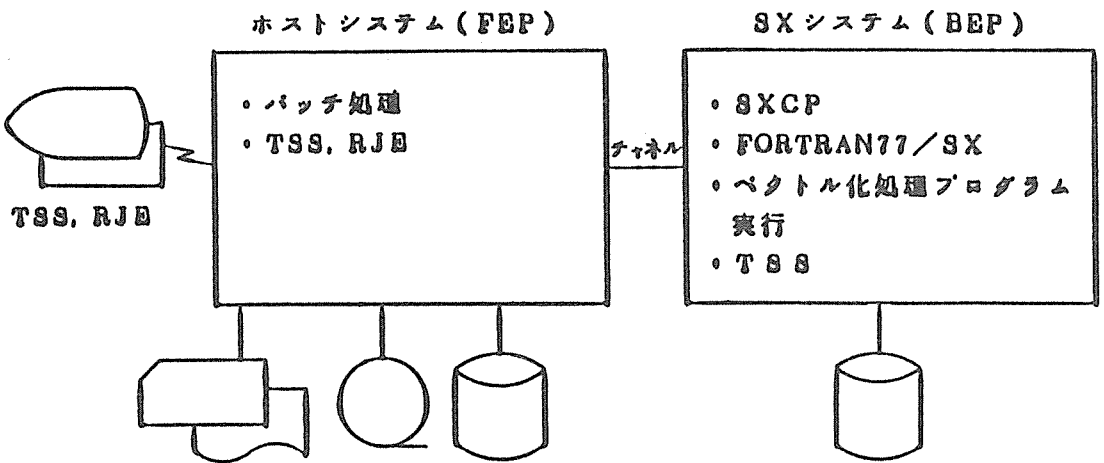 ホストシステム(FEP)
SXシステム(BEP)
・バッチ処理
・TSS, RJE
チャネル
・SXCP
・FORTRAN77/SX
・ベクトル化処理プログラム
実行
・TSS
TSS, RJE